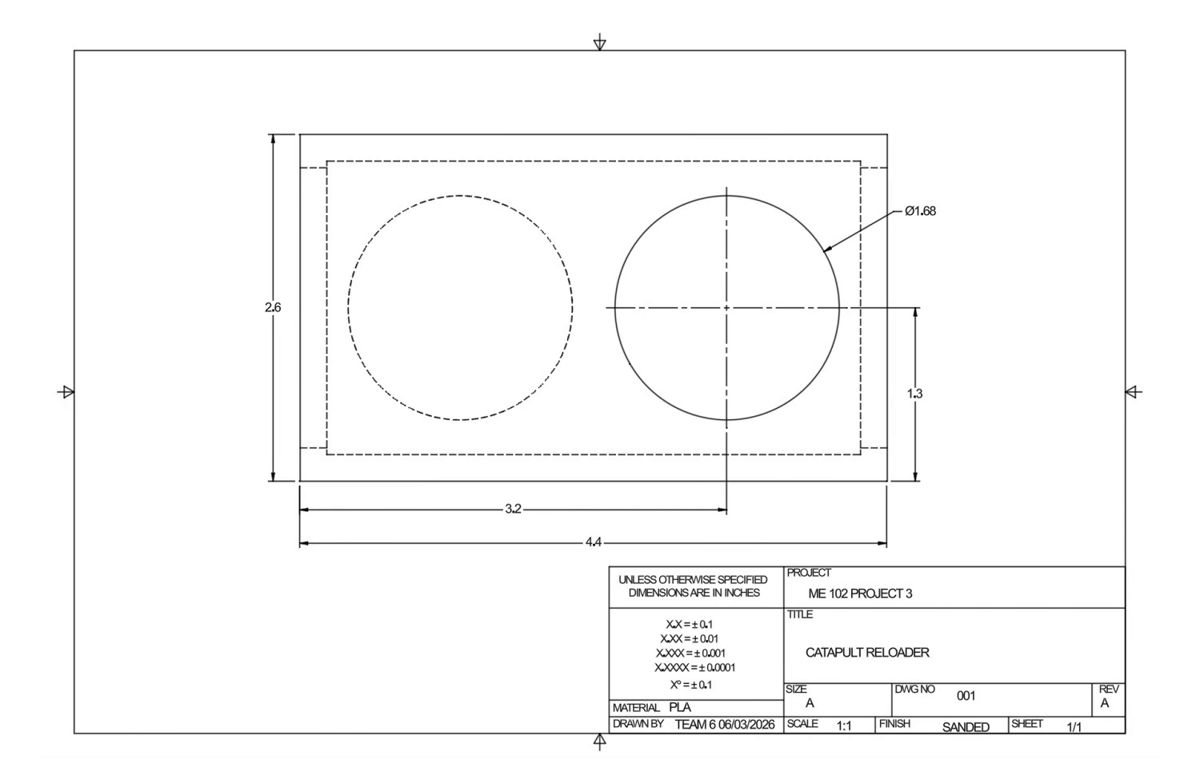 Ø1.68
2.6
1.3
3.2
4.4
UNLESS OTHERWISE SPECIFIED
DIMENSIONS ARE IN INCHES
X.X = ± 0.1
X.XX = ± 0.01
X.XXX = ± 0.001
X.XXXX = ± 0.0001
X° = ± 0.1
MATERIAL PLA
DRAWN BY TEAM 6 06/03/2026
PROJECT
ME 102 PROJECT 3
TITLE
CATAPULT RELOADER
SIZE
A
DWG NO
001
REV
A
SCALE 1:1
FINISH SANDED
SHEET 1/1